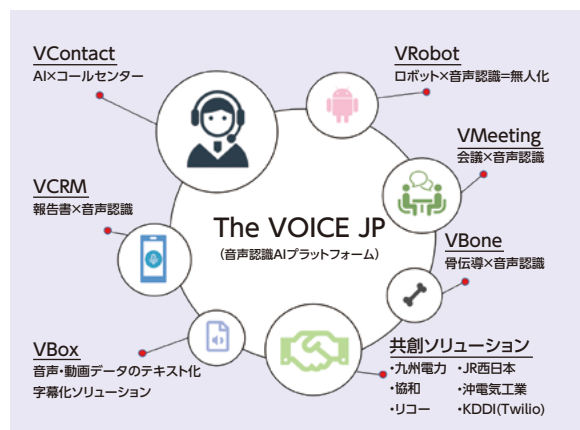 VContact
AI×コールセンター
VRobot
ロボット×音声認識=無人化
VMeeting
会議×音声認識
VCRM
報告書×音声認識
The VOICE JP
(音声認識AIプラットフォーム)
VBone
骨伝導×音声認識
VBox
音声・動画データのテキスト化
字幕化ソリューション
共創ソリューション
・九州電力 ・JR西日本
・協和 ・沖電気工業
・リコー ・KDDI(Twilio)